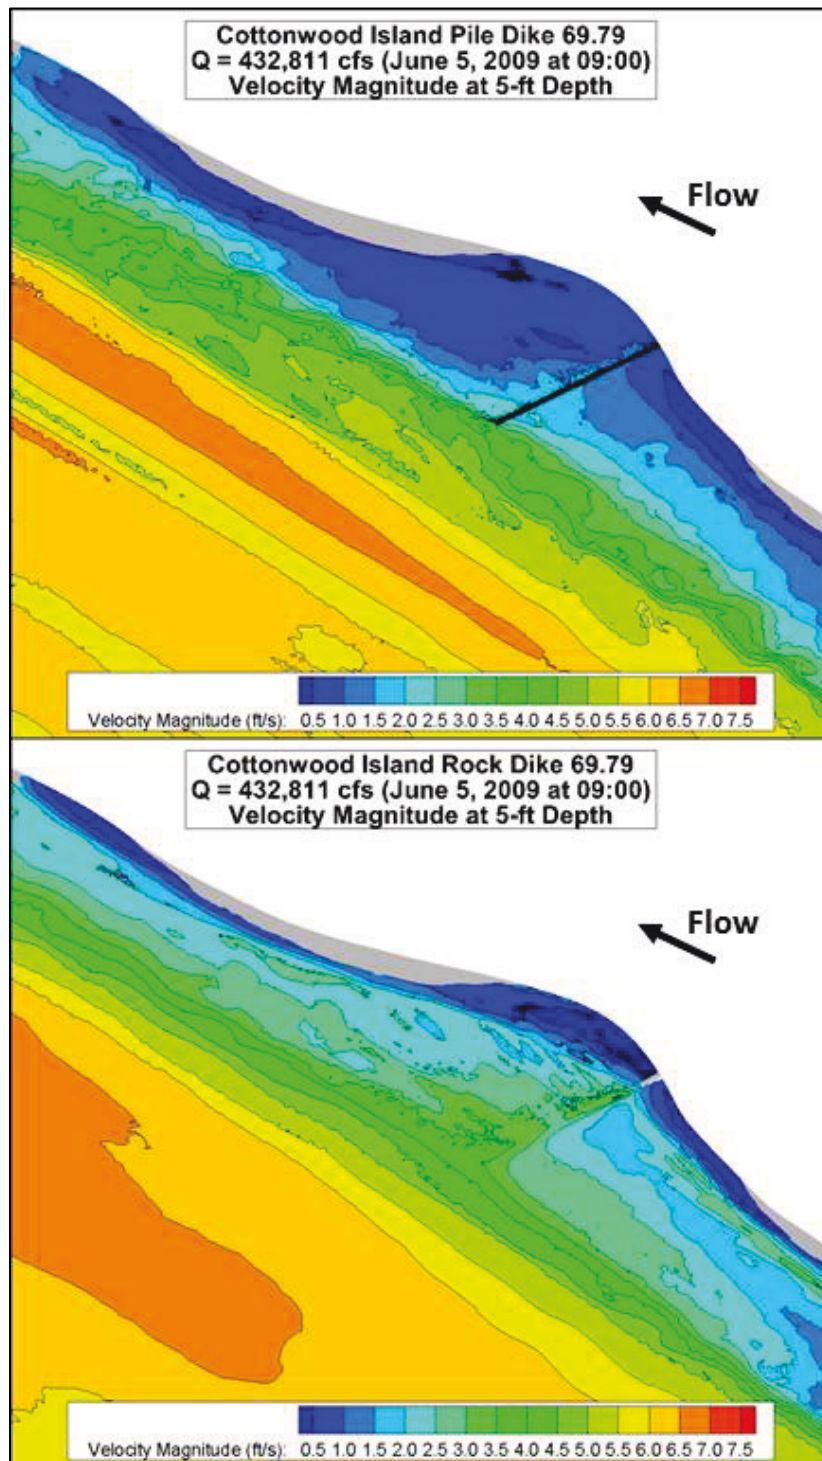 Cottonwood Island Pile Dike 69.79
Q = 432,811 cfs (June 5, 2009 at 09:00)
Velocity Magnitude at 5-ft Depth
Flow
Velocity Magnitude (ft/s): 0.5 1.0 1.5 2.0 2.5 3.0 3.5 4.0 4.5 5.0 5.5 6.0 6.5 7.0 7.5
Cottonwood Island Rock Dike 69.79
Q = 432,811 cfs (June 5, 2009 at 09:00)
Velocity Magnitude at 5-ft Depth
Flow
Velocity Magnitude (ft/s): 0.5 1.0 1.5 2.0 2.5 3.0 3.5 4.0 4.5 5.0 5.5 6.0 6.5 7.0 7.5